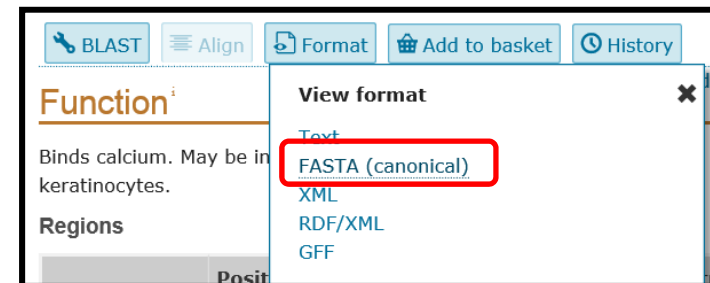 BLAST Align Format Add to basket History
Function i
View format
Text
Binds calcium. May be in
FASTA (canonical)
keratinocytes.
XML
Regions
RDF/XML
GFF
Posit